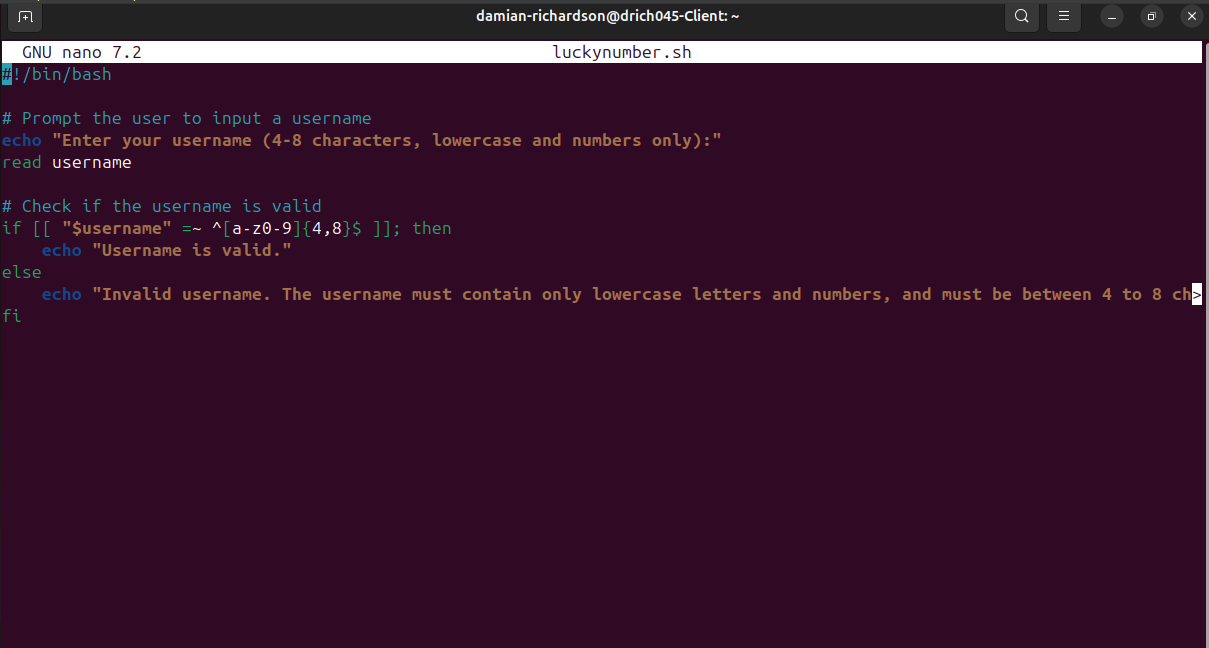 damian-richardson@drich045-Client: ~
GNU nano 7.2 luckynumber.sh
#!/bin/bash
# Prompt the user to input a username
echo "Enter your username (4-8 characters, lowercase and numbers only):"
read username
# Check if the username is valid
if [[ "$username" =~ ^[a-z0-9]{4,8}$ ]]; then
    echo "Username is valid."
else
    echo "Invalid username. The username must contain only lowercase letters and numbers, and must be between 4 to 8 ch>
fi